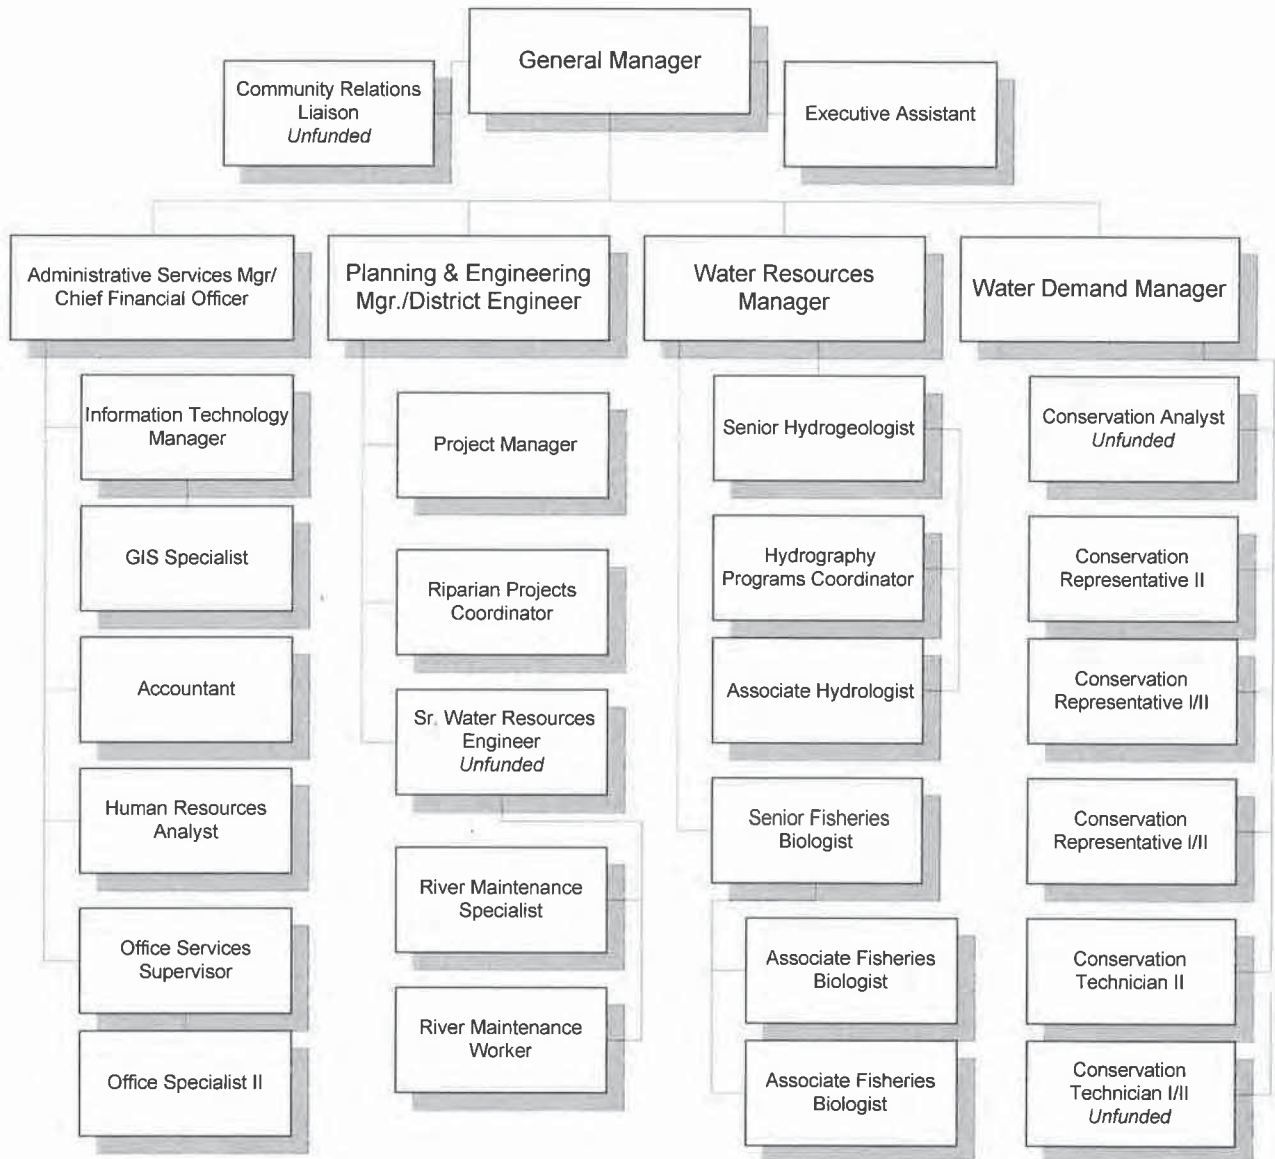 General Manager
Community Relations
Liaison
Unfunded
Executive Assistant
Administrative Services Mgr/
Chief Financial Officer
Planning & Engineering
Mgr./District Engineer
Water Resources
Manager
Water Demand Manager
Information Technology
Manager
GIS Specialist
Accountant
Human Resources
Analyst
Office Services
Supervisor
Office Specialist II
Project Manager
Riparian Projects
Coordinator
Sr. Water Resources
Engineer
Unfunded
River Maintenance
Specialist
River Maintenance
Worker
Senior Hydrogeologist
Hydrography
Programs Coordinator
Associate Hydrologist
Senior Fisheries
Biologist
Associate Fisheries
Biologist
Associate Fisheries
Biologist
Conservation Analyst
Unfunded
Conservation
Representative II
Conservation
Representative I/II
Conservation
Representative I/II
Conservation
Technician II
Conservation
Technician I/II
Unfunded